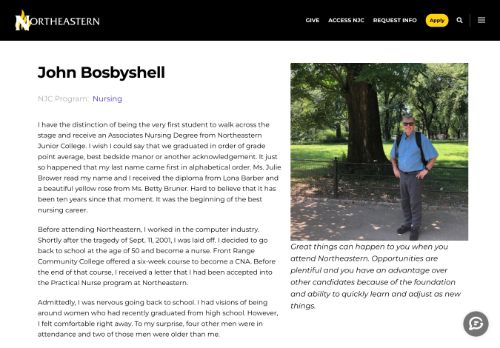 NORTHEASTERN
GIVE ACCESS NJC REQUEST INFO Apply
John Bosbyshell
NJC Program: Nursing
I have the distinction of being the very first student to walk across the
stage and receive an Associates Nursing Degree from Northeastern
Junior College. I wish I could say that we graduated in order of grade
point average, best bedside manor or another acknowledgement. It just
so happened that my last name came first in alphabetical order. Ms. Julie
Brower read my name and I received the diploma from Lona Barber and
a beautiful yellow rose from Ms. Betty Bruner. Hard to believe that it has
been ten years since that moment. It was the beginning of the best
nursing career.
Before attending Northeastern, I worked in the computer industry.
Shortly after the tragedy of Sept. 11, 2001, I was laid off. I decided to go
back to school at the age of 50 and become a nurse. Front Range
Community College offered a six-week course to become a CNA. Before
the end of that course, I received a letter that I had been accepted into
the Practical Nurse program at Northeastern.
Admittedly, I was nervous going back to school. I had visions of being
around women who had recently graduated from high school. However,
I felt comfortable right away. To my surprise, four other men were in
attendance and two of those men were older than me.
Great things can happen to you when you
attend Northeastern. Opportunities are
plentiful and you have an advantage over
other candidates because of the foundation
and ability to quickly learn and adjust as new
things.